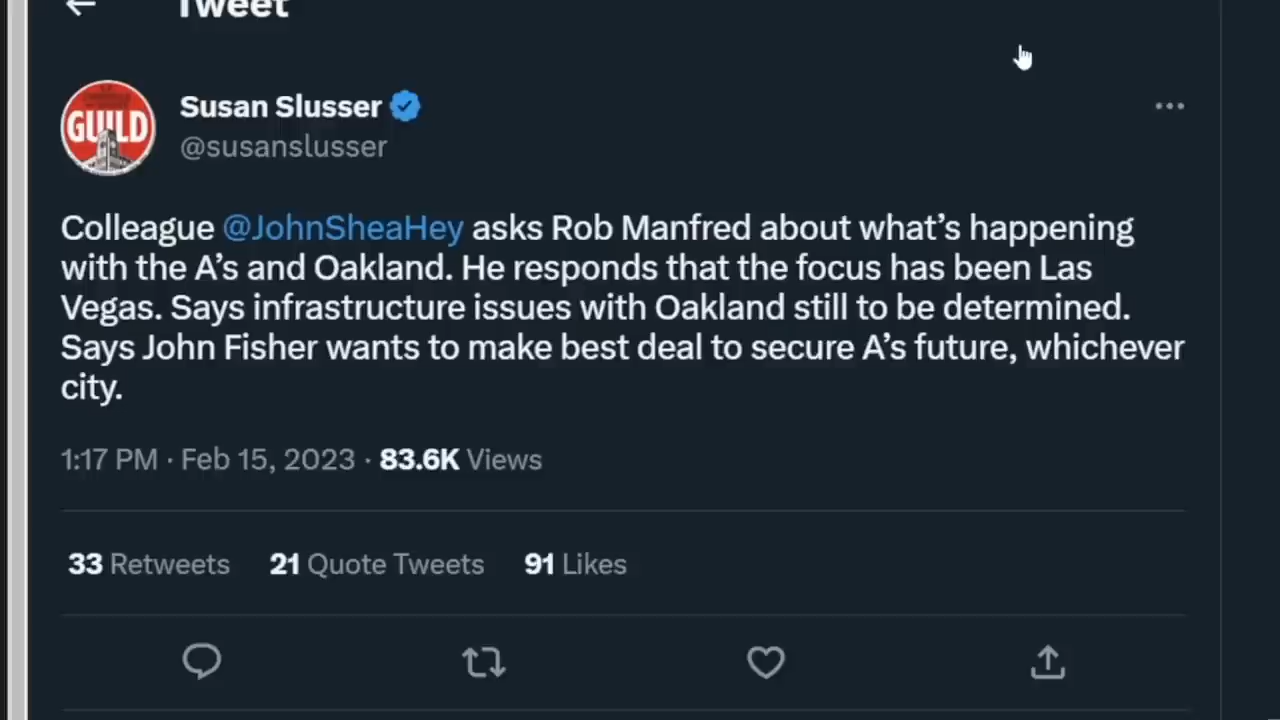 Tweet
GUILD
Susan Slusser
@susanslusser
Colleague @JohnSheaHey asks Rob Manfred about what’s happening
with the A’s and Oakland. He responds that the focus has been Las
Vegas. Says infrastructure issues with Oakland still to be determined.
Says John Fisher wants to make best deal to secure A’s future, whichever
city.
1:17 PM · Feb 15, 2023 · 83.6K Views
33 Retweets 21 Quote Tweets 91 Likes